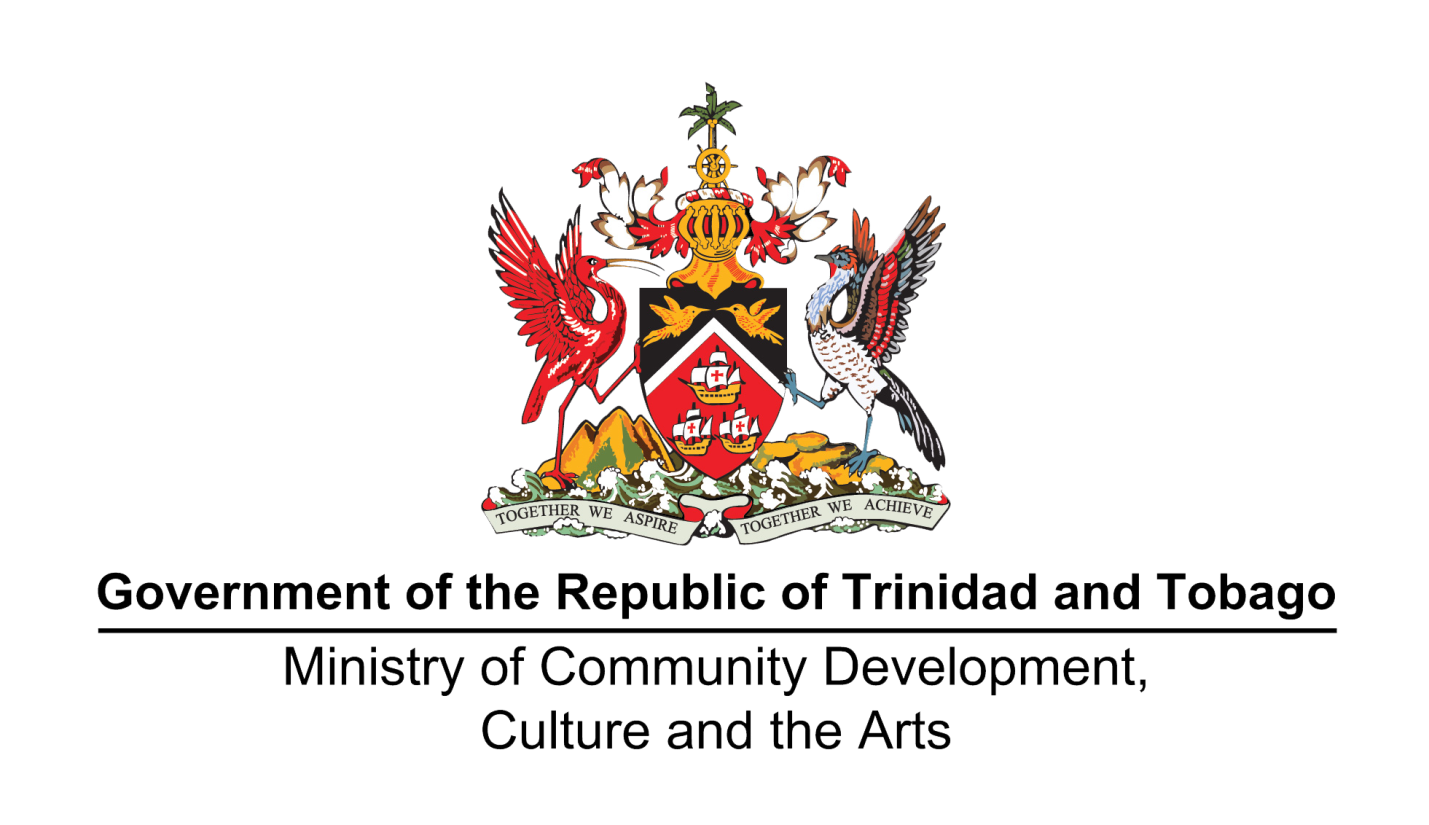 TOGETHER WE ASPIRE TOGETHER WE ACHIEVE
Government of the Republic of Trinidad and Tobago
Ministry of Community Development,
Culture and the Arts